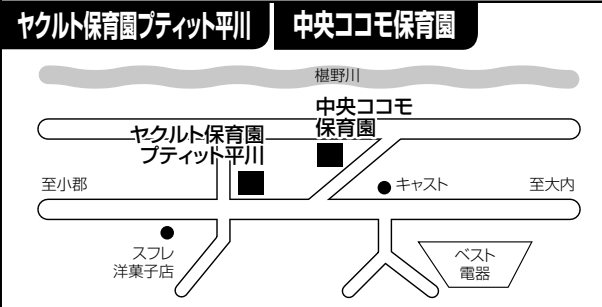 ヤクルト保育園プティット平川
中央ココモ保育園
椹野川
中央ココモ
保育園
ヤクルト保育園
プティット平川
至小郡
キャスト
至大内
スフレ
洋菓子店
ベスト
電器